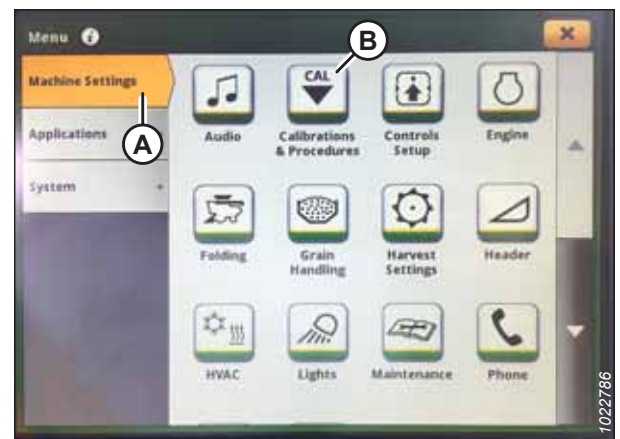 Menu
B
Machine Settings
CAL
A
Applications
Audio
Calibrations
& Procedures
Controls
Setup
Engine
System
Folding
Grain
Handling
Harvest
Settings
Header
HVAC
Lights
Maintenance
Phone
1022786